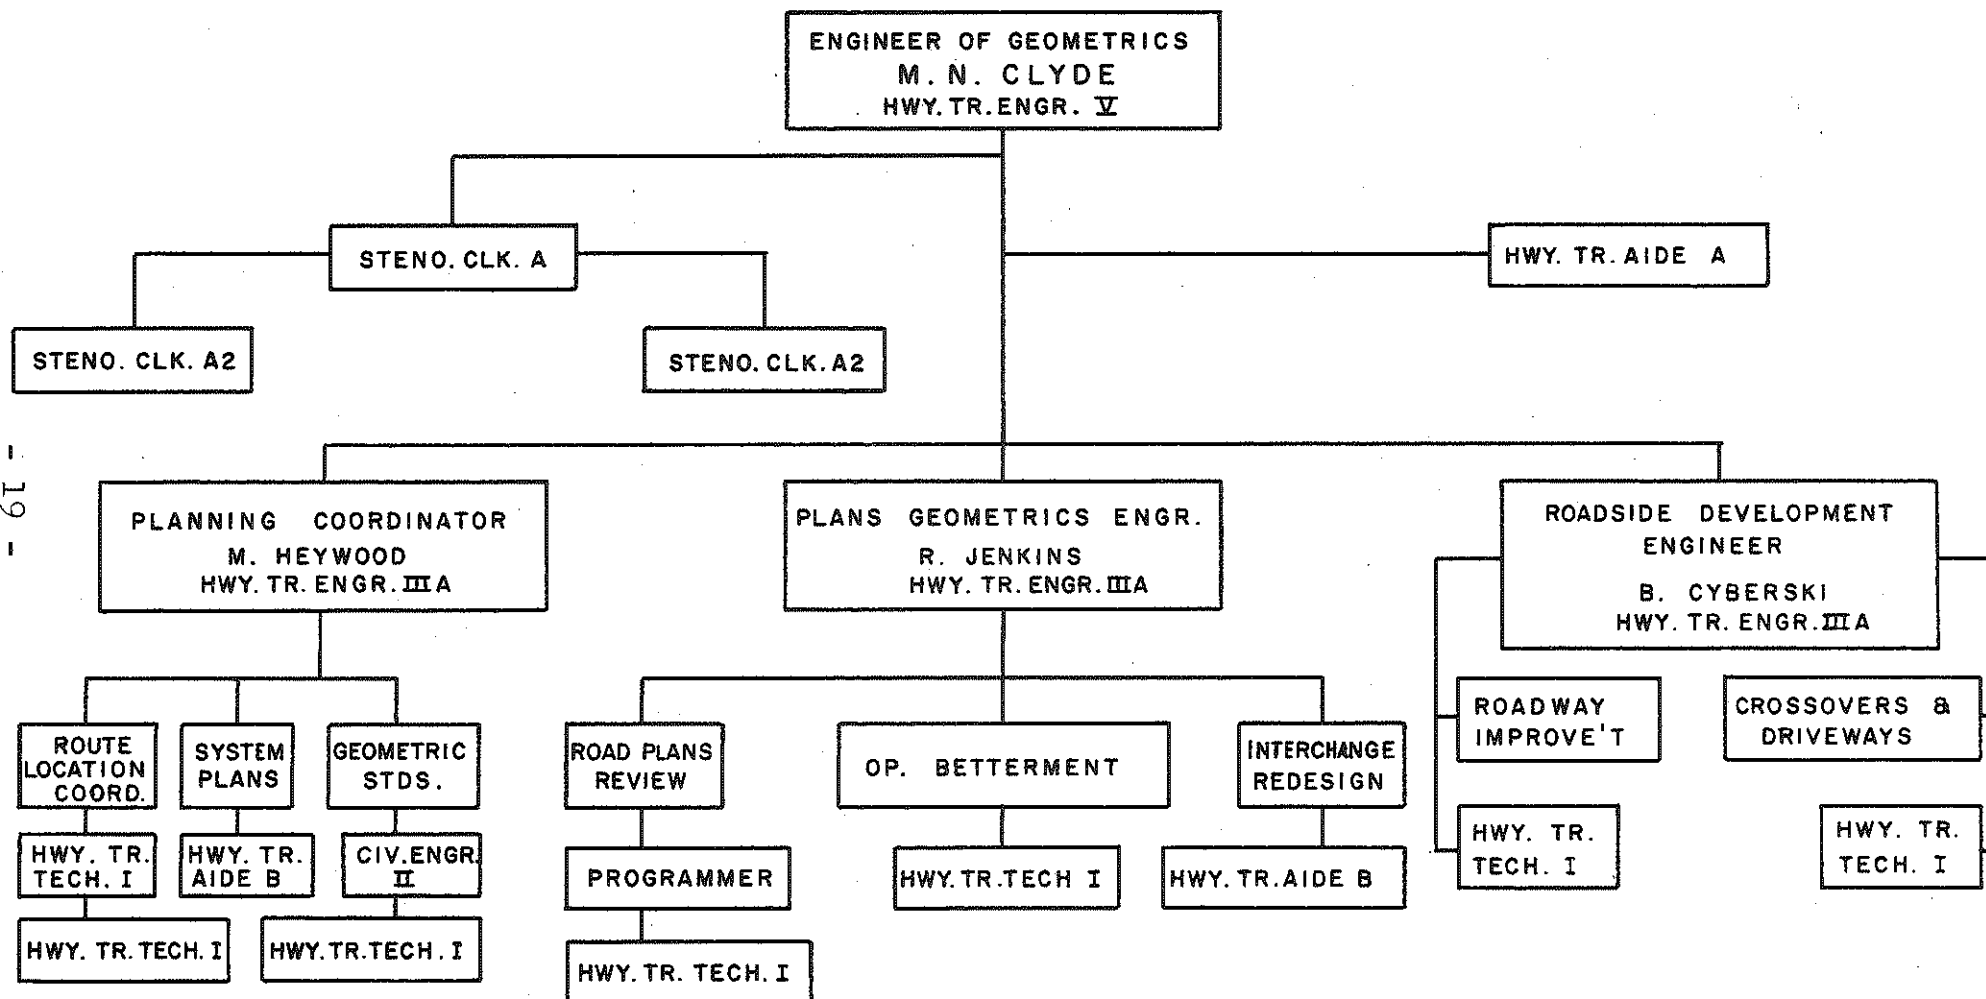 ENGINEER OF GEOMETRICS
M. N. CLYDE
HWY. TR. ENGR. V
STENO. CLK. A
HWY. TR. AIDE A
STENO. CLK. A2
STENO. CLK. A2
- 19 -
PLANNING COORDINATOR
M. HEYWOOD
HWY. TR. ENGR. III A
PLANS GEOMETRICS ENGR.
R. JENKINS
HWY. TR. ENGR. III A
ROADSIDE DEVELOPMENT
ENGINEER
B. CYBERSKI
HWY. TR. ENGR. III A
ROUTE
LOCATION
COORD.
SYSTEM
PLANS
GEOMETRIC
STDS.
ROAD PLANS
REVIEW
OP. BETTERMENT
INTERCHANGE
REDESIGN
ROADWAY
IMPROVE'T
CROSSOVERS &
DRIVEWAYS
HWY. TR.
TECH. I
HWY. TR.
AIDE B
CIV. ENGR.
II
PROGRAMMER
HWY. TR. TECH I
HWY. TR. AIDE B
HWY. TR.
TECH. I
HWY. TR.
TECH. I
HWY. TR. TECH. I
HWY. TR. TECH. I
HWY. TR. TECH. I